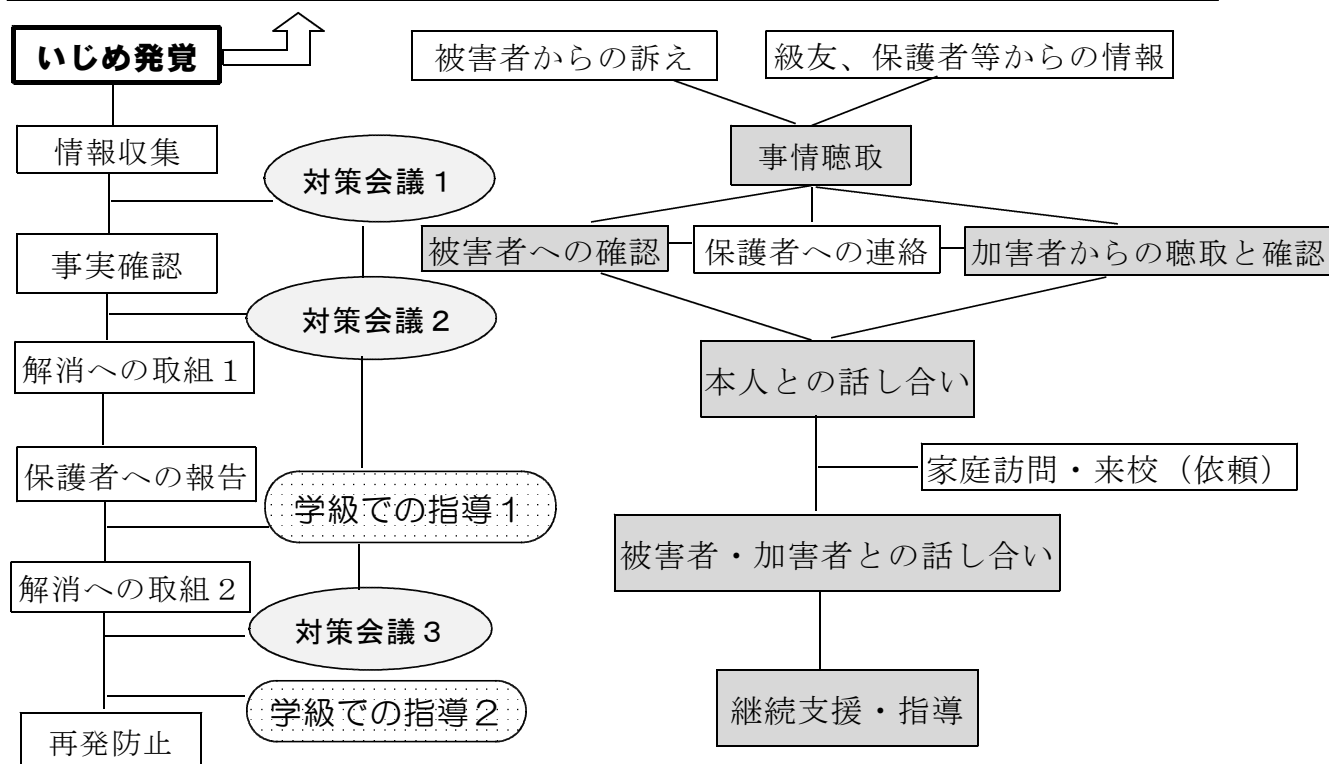 いじめ発覚
情報収集
対策会議１
事実確認
対策会議２
解消への取組１
保護者への報告
学級での指導１
解消への取組２
対策会議３
学級での指導２
再発防止
被害者からの訴え
級友、保護者等からの情報
事情聴取
被害者への確認
保護者への連絡
加害者からの聴取と確認
本人との話し合い
家庭訪問・来校（依頼）
被害者・加害者との話し合い
継続支援・指導